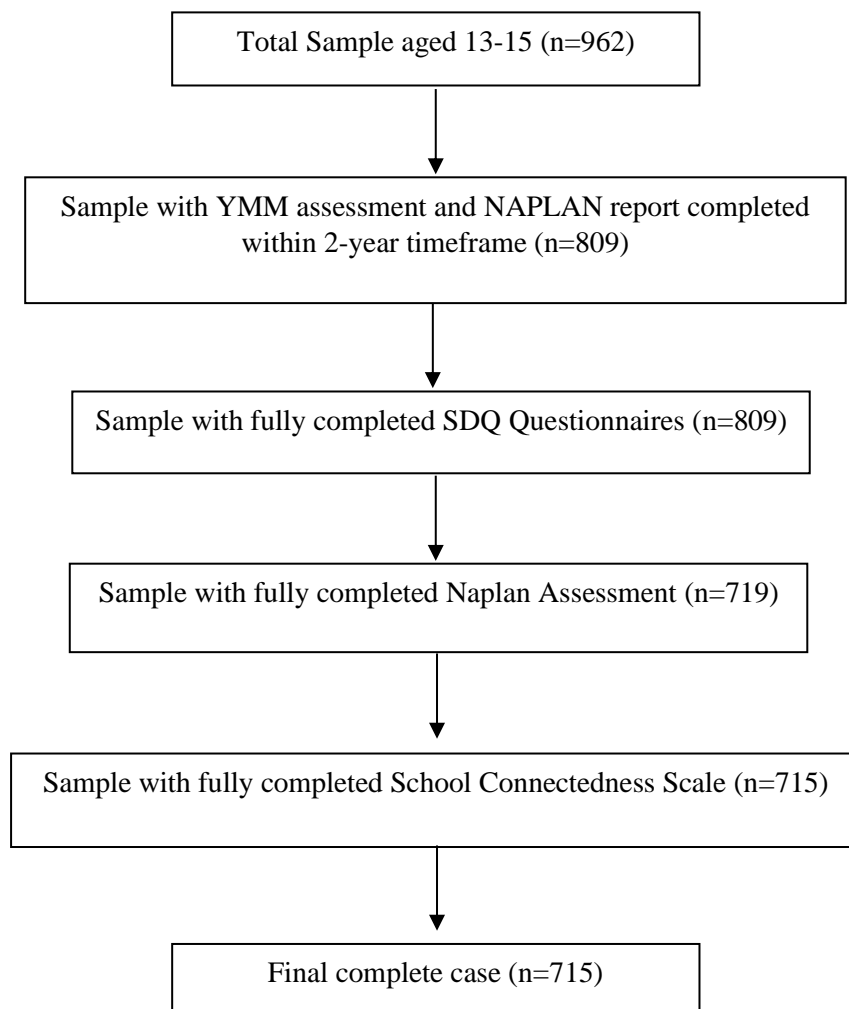 Total Sample aged 13-15 (n=962)
Sample with YMM assessment and NAPLAN report completed
within 2-year timeframe (n=809)
Sample with fully completed SDQ Questionnaires (n=809)
Sample with fully completed Naplan Assessment (n=719)
Sample with fully completed School Connectedness Scale (n=715)
Final complete case (n=715)